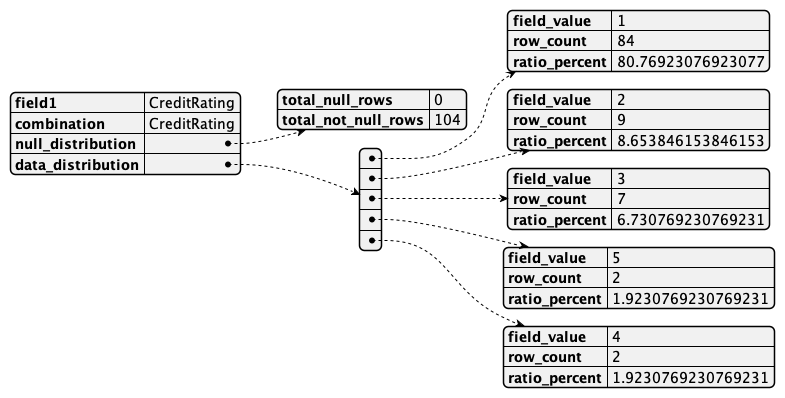 field1 CreditRating
combination CreditRating
null_distribution
data_distribution
total_null_rows 0
total_not_null_rows 104
field_value 1
row_count 84
ratio_percent 80.76923076923077
field_value 2
row_count 9
ratio_percent 8.653846153846153
field_value 3
row_count 7
ratio_percent 6.730769230769231
field_value 5
row_count 2
ratio_percent 1.9230769230769231
field_value 4
row_count 2
ratio_percent 1.9230769230769231